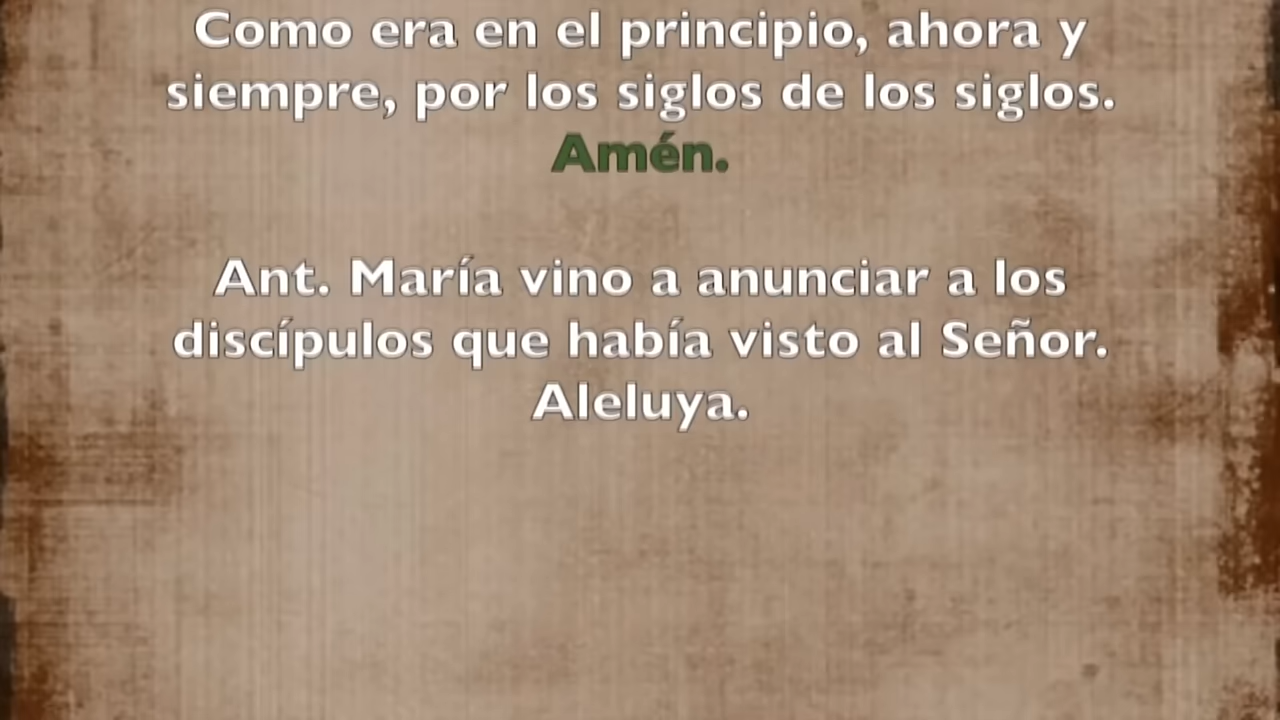 Como era en el principio, ahora y
siempre, por los siglos de los siglos.
Amén.
Ant. María vino a anunciar a los
discípulos que había visto al Señor.
Aleluya.